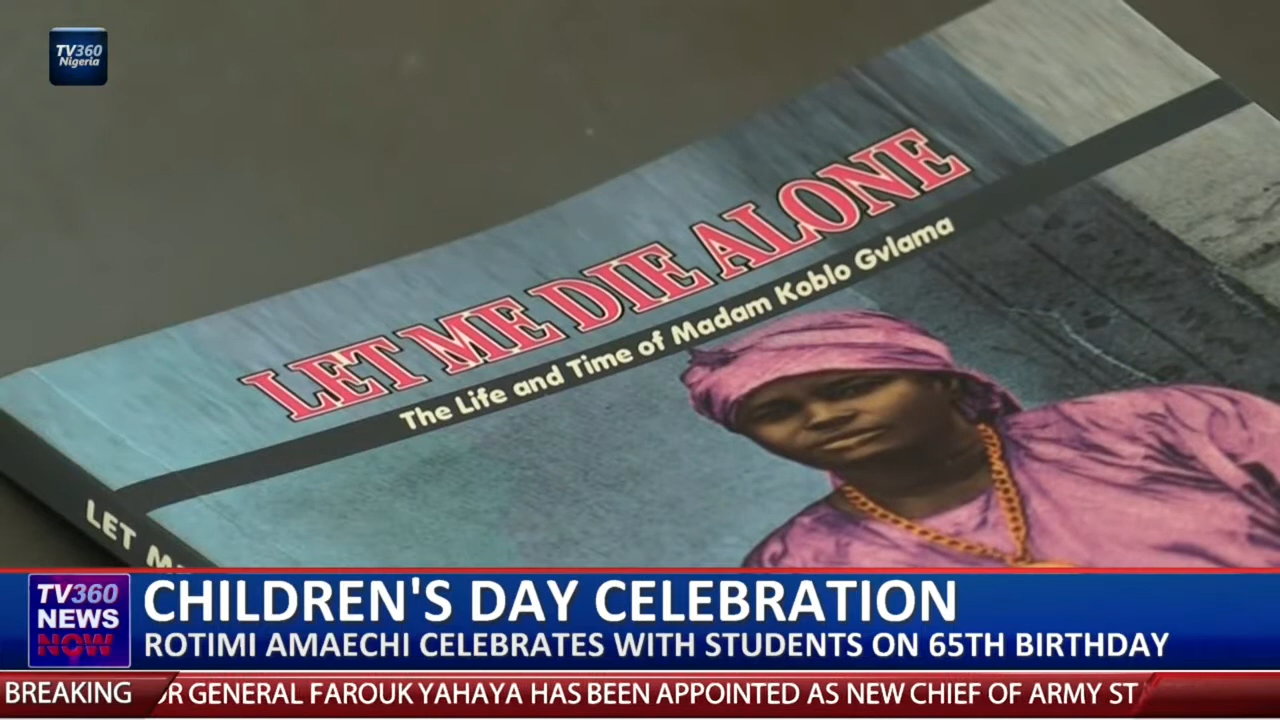 TV360
Nigeria
LET ME DIE ALONE
The Life and Time of Madam Koblo Gvlama
LET M
TV360
NEWS
NOW
CHILDREN'S DAY CELEBRATION
ROTIMI AMAECHI CELEBRATES WITH STUDENTS ON 65TH BIRTHDAY
BREAKING
R GENERAL FAROUK YAHAYA HAS BEEN APPOINTED AS NEW CHIEF OF ARMY ST